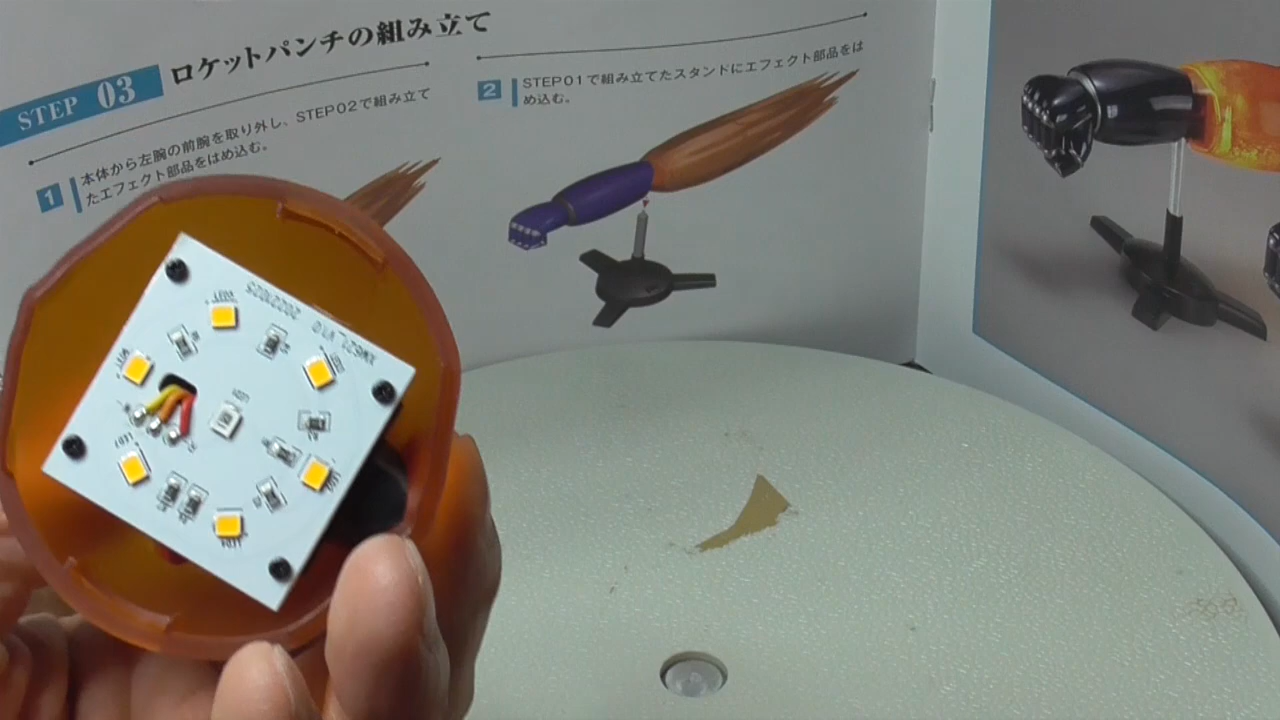 STEP 03
ロケットパンチの組み立て
1
本体から左腕の前腕を取り外し、STEP02で組み立て
たエフェクト部品をはめ込む。
2
STEP01で組み立てたスタンドにエフェクト部品をは
め込む。
XW621_V1.0
20221025